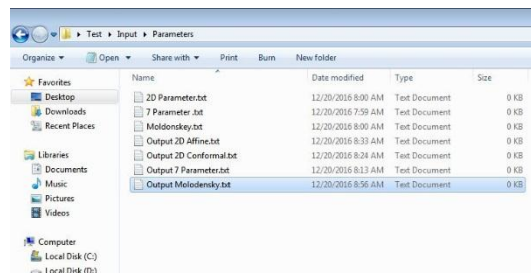 Test ▸ Input ▸ Parameters
Organize Open Share with Print Burn New folder
Name Date modified Type Size
Favorites
Desktop
Downloads
Recent Places
Libraries
Documents
Music
Pictures
Videos
Computer
Local Disk (C:)
Local Disk (D:)
2D Parameter.txt 12/20/2016 8:00 AM Text Document 0 KB
7 Parameter .txt 12/20/2016 7:59 AM Text Document 0 KB
Moldonskey.txt 12/20/2016 8:00 AM Text Document 0 KB
Output 2D Affine.txt 12/20/2016 8:33 AM Text Document 0 KB
Output 2D Conformal.txt 12/20/2016 8:24 AM Text Document 0 KB
Output 7 Parameter.txt 12/20/2016 8:13 AM Text Document 0 KB
Output Molodensky.txt 12/20/2016 8:56 AM Text Document 0 KB